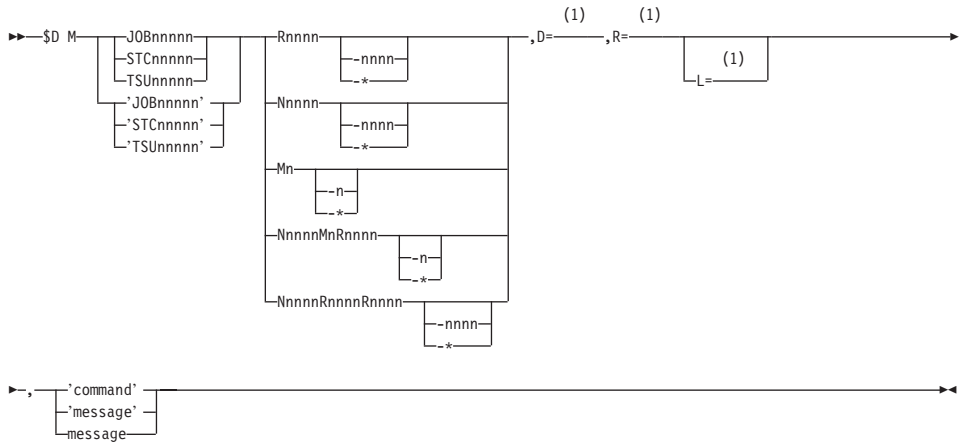 (1) (1)
$D M JOBnnnnn Rnnnn ,D= ,R=
STCnnnnn -nnnn (1)
TSUnnnnn -* L=
’JOBnnnnn’ Nnnnn
’STCnnnnn’ -nnnn
’TSUnnnnn’ -*
Mn
-n
-*
NnnnnMnRnnnn
-n
-*
NnnnnRnnnnRnnnn
-nnnn
-*
, ’command’
’message’
message